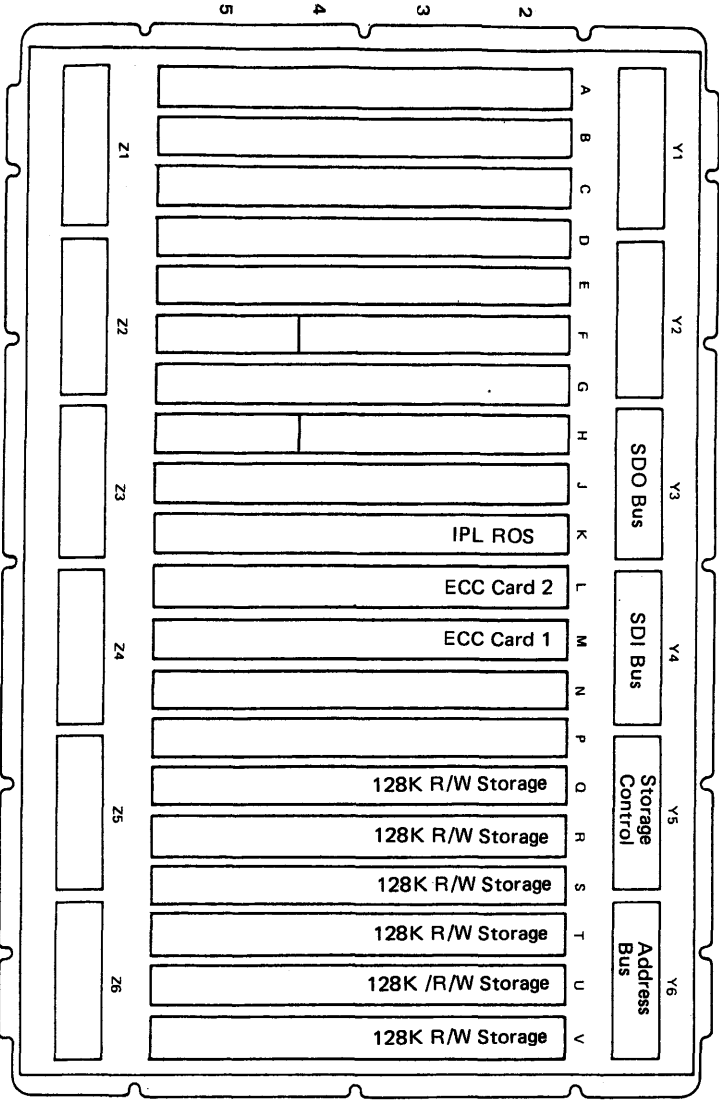 5 4 3 2
A
B
C
D
E
F
G
H
J
K
L
M
N
P
Q
R
S
T
U
V
Z1
Z2
Z3
Z4
Z5
Z6
Y1
Y2
Y3
Y4
Y5
Y6
SDO Bus
SDI Bus
Storage
Control
Address
Bus
IPL ROS
ECC Card 2
ECC Card 1
128K R/W Storage
128K R/W Storage
128K R/W Storage
128K R/W Storage
128K /R/W Storage
128K R/W Storage